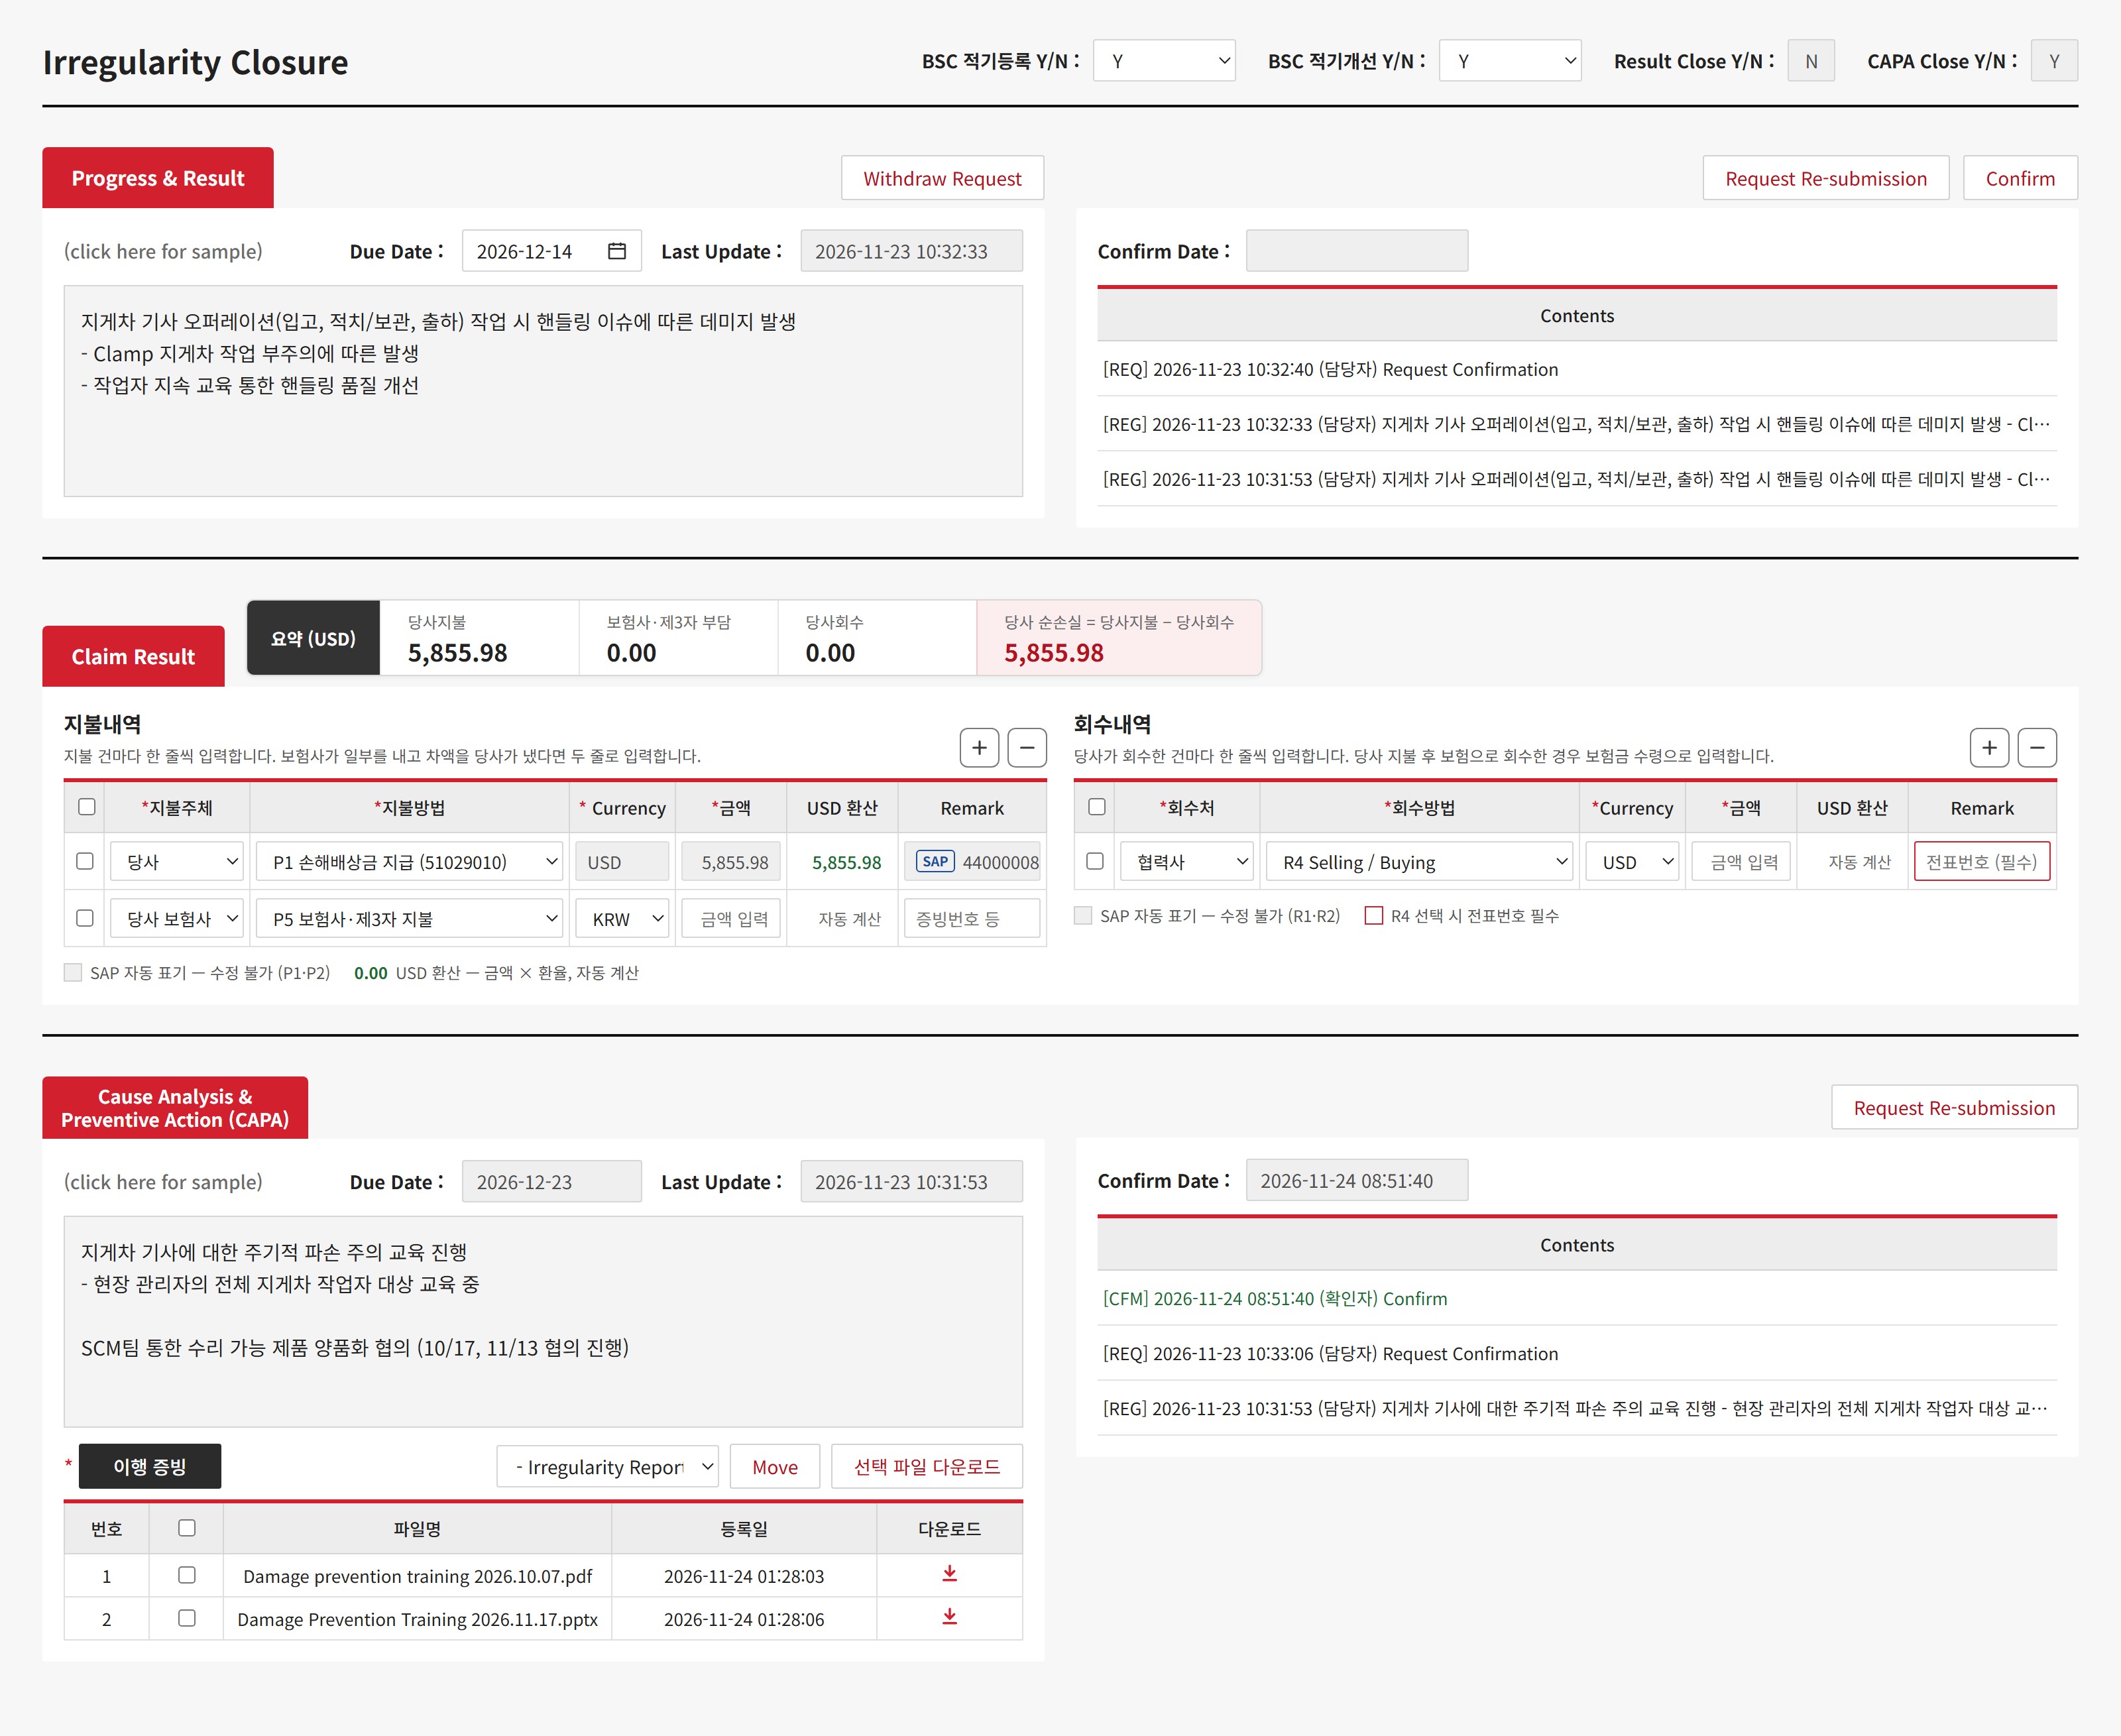 Irregularity Closure
BSC 적기등록 Y/N : Y
BSC 적기개선 Y/N : Y
Result Close Y/N : N
CAPA Close Y/N : Y
Progress & Result
Withdraw Request
Request Re-submission
Confirm
(click here for sample)
Due Date : 2026-12-14
Last Update : 2026-11-23 10:32:33
지게차 기사 오퍼레이션(입고, 적치/보관, 출하) 작업 시 핸들링 이슈에 따른 데미지 발생
- Clamp 지게차 작업 부주의에 따른 발생
- 작업자 지속 교육 통한 핸들링 품질 개선
Confirm Date :
Contents
[REQ] 2026-11-23 10:32:40 (담당자) Request Confirmation
[REG] 2026-11-23 10:32:33 (담당자) 지게차 기사 오퍼레이션(입고, 적치/보관, 출하) 작업 시 핸들링 이슈에 따른 데미지 발생 - Cl…
[REG] 2026-11-23 10:31:53 (담당자) 지게차 기사 오퍼레이션(입고, 적치/보관, 출하) 작업 시 핸들링 이슈에 따른 데미지 발생 - Cl…
Claim Result
요약 (USD)
당사지불
5,855.98
보험사·제3자 부담
0.00
당사회수
0.00
당사 순손실 = 당사지불 − 당사회수
5,855.98
지불내역
지불 건마다 한 줄씩 입력합니다. 보험사가 일부를 내고 차액을 당사가 냈다면 두 줄로 입력합니다.
+ −
*지불주체 *지불방법 * Currency *금액 USD 환산 Remark
당사 P1 손해배상금 지급 (51029010) USD 5,855.98 5,855.98 SAP 44000008
당사 보험사 P5 보험사·제3자 지불 KRW 금액 입력 자동 계산 증빙번호 등
SAP 자동 표기 — 수정 불가 (P1·P2) 0.00 USD 환산 — 금액 × 환율, 자동 계산
회수내역
당사가 회수한 건마다 한 줄씩 입력합니다. 당사 지불 후 보험으로 회수한 경우 보험금 수령으로 입력합니다.
+ −
*회수처 *회수방법 *Currency *금액 USD 환산 Remark
협력사 R4 Selling / Buying USD 금액 입력 자동 계산 전표번호 (필수)
SAP 자동 표기 — 수정 불가 (R1·R2) R4 선택 시 전표번호 필수
Cause Analysis &
Preventive Action (CAPA)
Request Re-submission
(click here for sample)
Due Date : 2026-12-23
Last Update : 2026-11-23 10:31:53
지게차 기사에 대한 주기적 파손 주의 교육 진행
- 현장 관리자의 전체 지게차 작업자 대상 교육 중
SCM팀 통한 수리 가능 제품 양품화 협의 (10/17, 11/13 협의 진행)
Confirm Date : 2026-11-24 08:51:40
Contents
[CFM] 2026-11-24 08:51:40 (확인자) Confirm
[REQ] 2026-11-23 10:33:06 (담당자) Request Confirmation
[REG] 2026-11-23 10:31:53 (담당자) 지게차 기사에 대한 주기적 파손 주의 교육 진행 - 현장 관리자의 전체 지게차 작업자 대상 교…
* 이행 증빙
- Irregularity Report
Move
선택 파일 다운로드
번호 파일명 등록일 다운로드
1 Damage prevention training 2026.10.07.pdf 2026-11-24 01:28:03
2 Damage Prevention Training 2026.11.17.pptx 2026-11-24 01:28:06